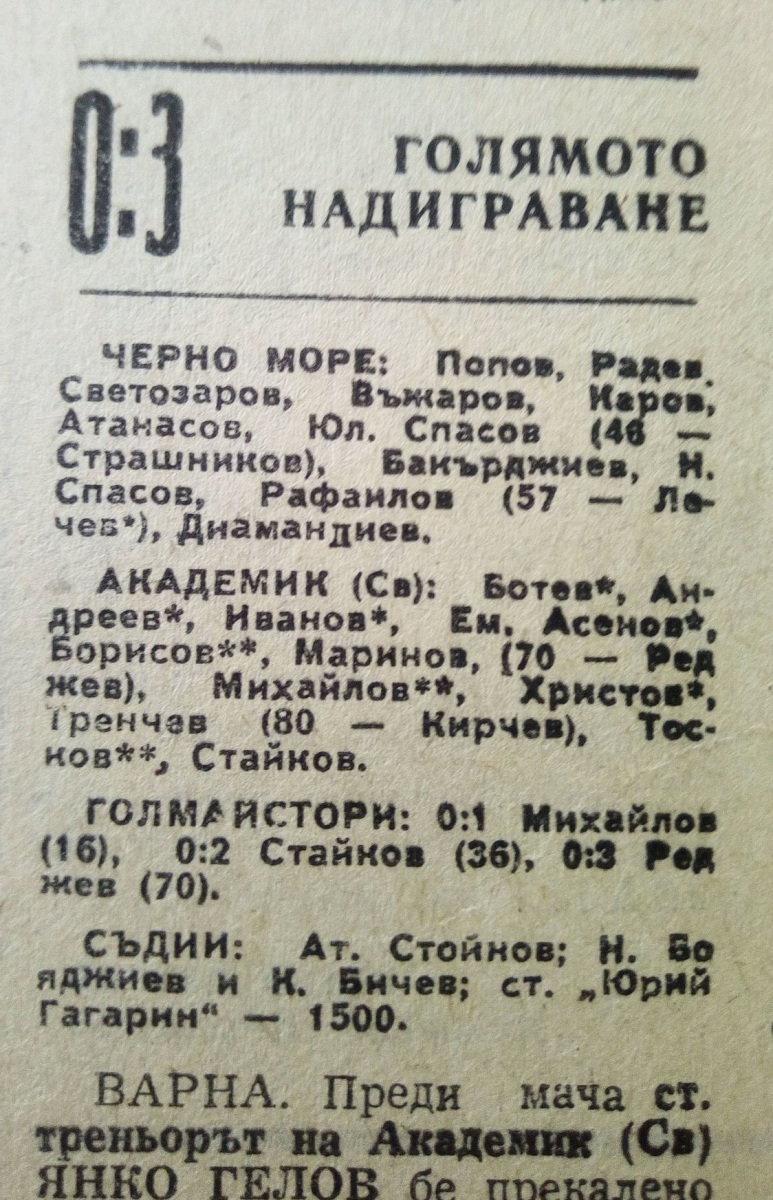 0:3
ГОЛЯМОТО
НАДИГРАВАНЕ
ЧЕРНО МОРЕ: Попов, Радев,
Светозаров, Въжаров, Каров,
Атанасов, Юл. Спасов (46 —
Страшников), Бакърджиев, Н.
Спасов, Рафаилов (57 — Ле-
чев*), Диамандиев.
АКАДЕМИК (Св): Ботев*, Ан-
дреев*, Иванов*, Ем. Асенов*,
Борисов**, Маринов, (70 — Ред
жев), Михайлов**, Христов*,
Тренчев (80 — Кирчев), Тос-
ков**, Стайков.
ГОЛМАЙСТОРИ: 0:1 Михайлов
(16), 0:2 Стайков (36), 0:3 Ред
жев (70).
СЪДИИ: Ат. Стойнов; Н. Бо
яджиев и К. Бичев; ст. „Юрий
Гагарин“ — 1500.
ВАРНА. Преди мача ст.
треньорът на Академик (Св)
ЯНКО ГЕЛОВ бе прекалено